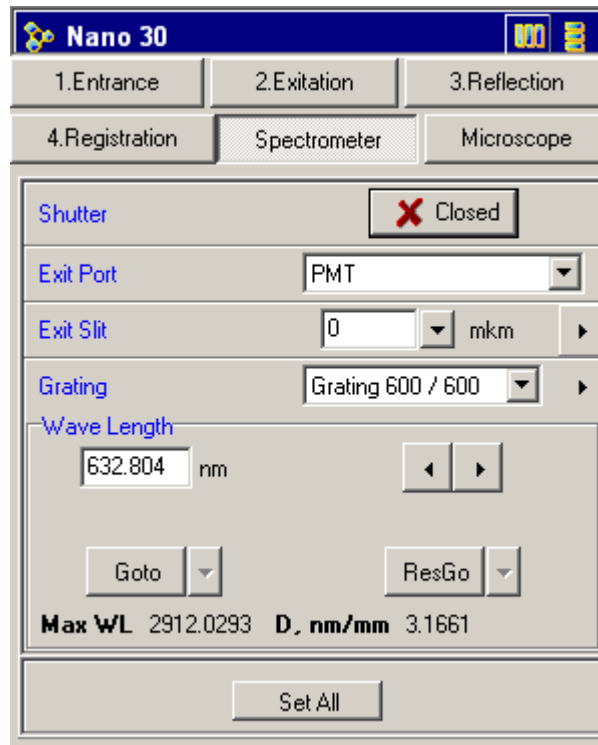 Nano 30
1.Entrance 2.Exitation 3.Reflection
4.Registration Spectrometer Microscope
Shutter Closed
Exit Port PMT
Exit Slit 0 mkm
Grating Grating 600 / 600
Wave Length
632.804 nm
Goto ResGo
Max WL 2912.0293 D, nm/mm 3.1661
Set All